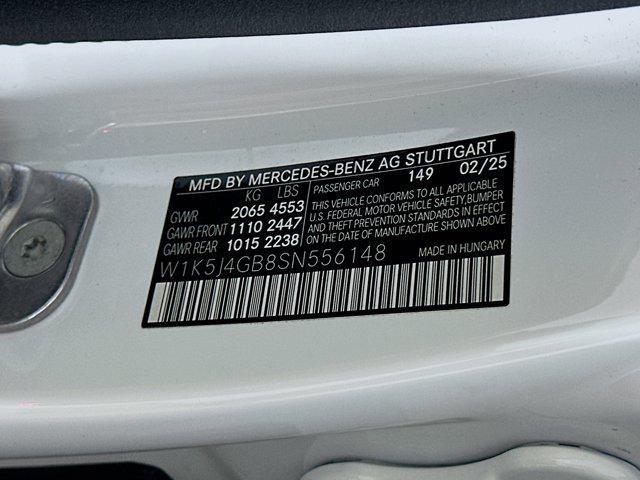 MFD BY MERCEDES-BENZ AG STUTTGART
KG LBS
GVWR 2065 4553
GAWR FRONT 1110 2447
GAWR REAR 1015 2238
PASSENGER CAR 149 02/25
THIS VEHICLE CONFORMS TO ALL APPLICABLE
U.S. FEDERAL MOTOR VEHICLE SAFETY,BUMPER
AND THEFT PREVENTION STANDARDS IN EFFECT
ON THE DATE OF MANUFACTURE SHOWN ABOVE
W1K5J4GB8SN556148
MADE IN HUNGARY